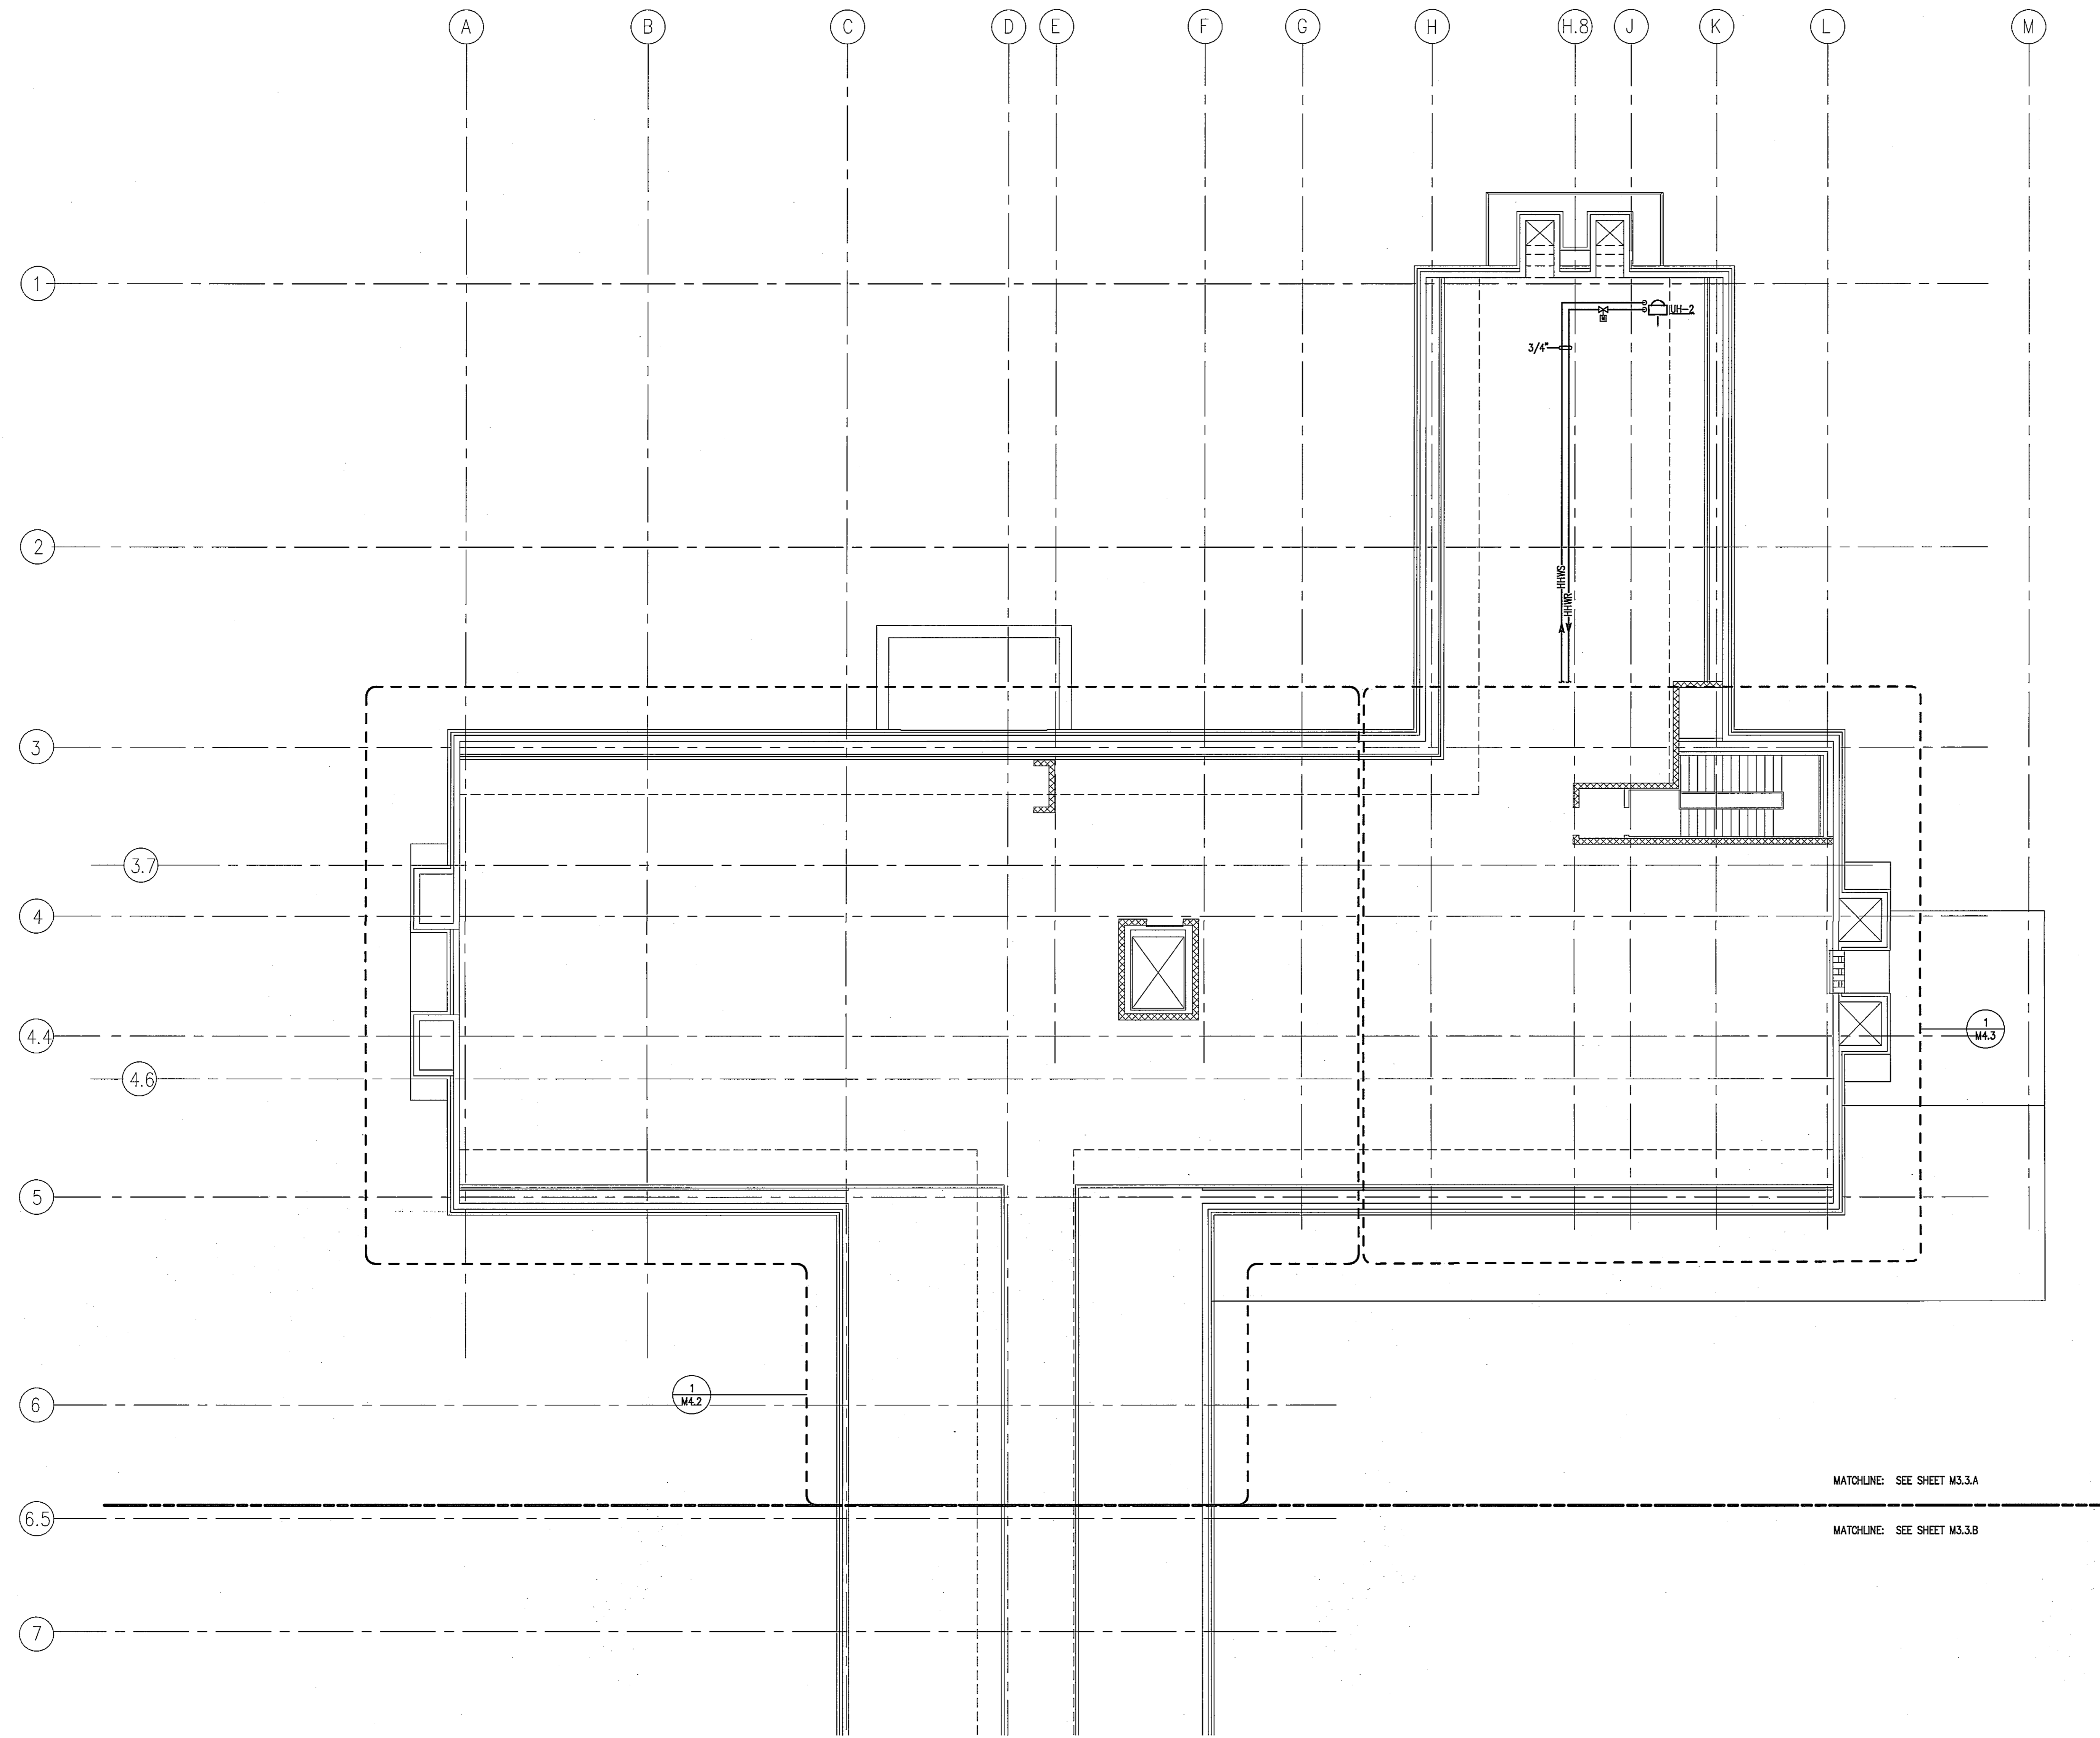 A B C D E F G H H.8 J K L M
1
UH-2
3/4"
2
HHWS
HHWR
3
3.7
4
4.4
1
M4.3
4.6
5
1
M4.2
6
MATCHLINE: SEE SHEET M3.3.A
6.5
MATCHLINE: SEE SHEET M3.3.B
7